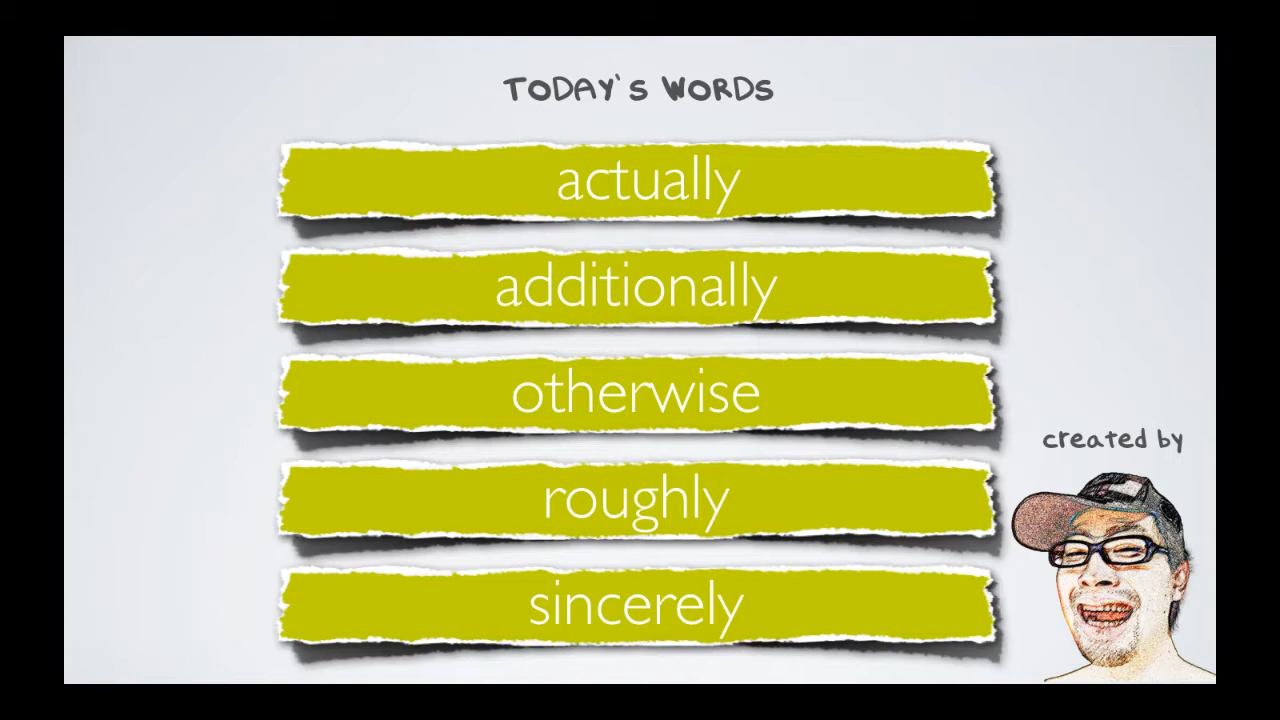 TODAY'S WORDS
actually
additionally
otherwise
roughly
sincerely
created by